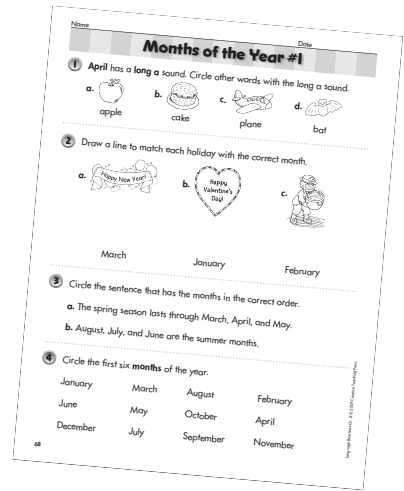 Name
Date
Months of the Year #1
1 April has a long a sound. Circle other words with the long a sound.
a. b. c. d.
apple cake plane bat
2 Draw a line to match each holiday with the correct month.
a. Happy New Year!
b. Happy Valentine's Day!
c.
March January February
3 Circle the sentence that has the months in the correct order.
a. The spring season lasts through March, April, and May.
b. August, July, and June are the summer months.
4 Circle the first six months of the year.
January March August February
June May October April
December July September November
68